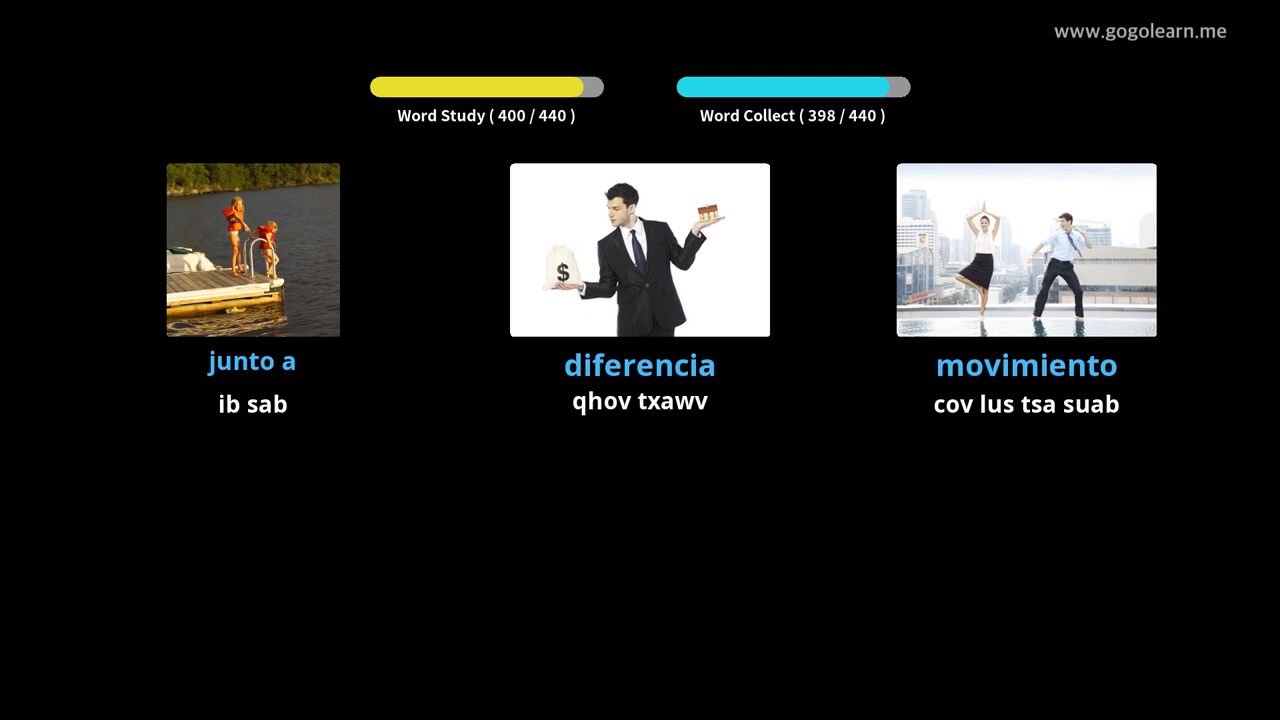 www.gogolearn.me
Word Study ( 400 / 440 )
Word Collect ( 398 / 440 )
$
junto a
ib sab
diferencia
qhov txawv
movimiento
cov lus tsa suab